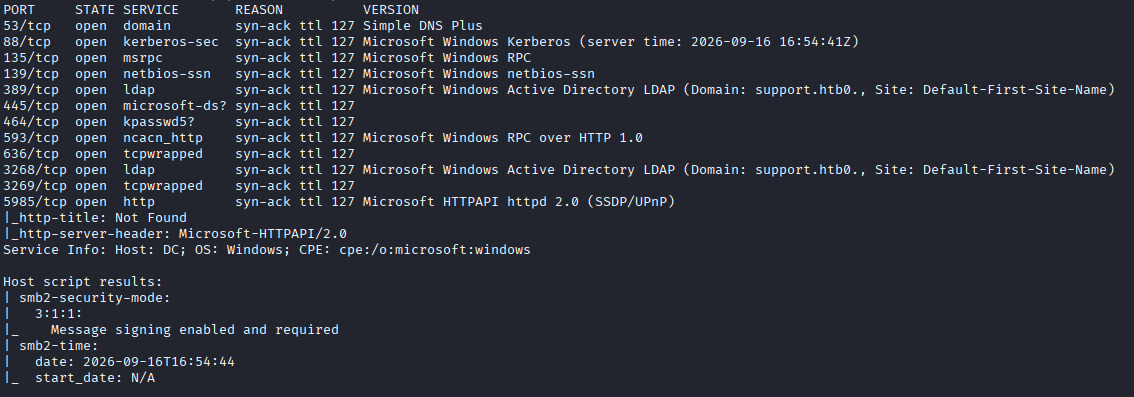 PORT     STATE SERVICE       REASON          VERSION
53/tcp   open  domain        syn-ack ttl 127 Simple DNS Plus
88/tcp   open  kerberos-sec  syn-ack ttl 127 Microsoft Windows Kerberos (server time: 2026-09-16 16:54:41Z)
135/tcp  open  msrpc         syn-ack ttl 127 Microsoft Windows RPC
139/tcp  open  netbios-ssn   syn-ack ttl 127 Microsoft Windows netbios-ssn
389/tcp  open  ldap          syn-ack ttl 127 Microsoft Windows Active Directory LDAP (Domain: support.htb0., Site: Default-First-Site-Name)
445/tcp  open  microsoft-ds? syn-ack ttl 127
464/tcp  open  kpasswd5?     syn-ack ttl 127
593/tcp  open  ncacn_http    syn-ack ttl 127 Microsoft Windows RPC over HTTP 1.0
636/tcp  open  tcpwrapped    syn-ack ttl 127
3268/tcp open  ldap          syn-ack ttl 127 Microsoft Windows Active Directory LDAP (Domain: support.htb0., Site: Default-First-Site-Name)
3269/tcp open  tcpwrapped    syn-ack ttl 127
5985/tcp open  http          syn-ack ttl 127 Microsoft HTTPAPI httpd 2.0 (SSDP/UPnP)
|_http-title: Not Found
|_http-server-header: Microsoft-HTTPAPI/2.0
Service Info: Host: DC; OS: Windows; CPE: cpe:/o:microsoft:windows

Host script results:
| smb2-security-mode:
|   3:1:1:
|_    Message signing enabled and required
| smb2-time:
|   date: 2026-09-16T16:54:44
|_  start_date: N/A